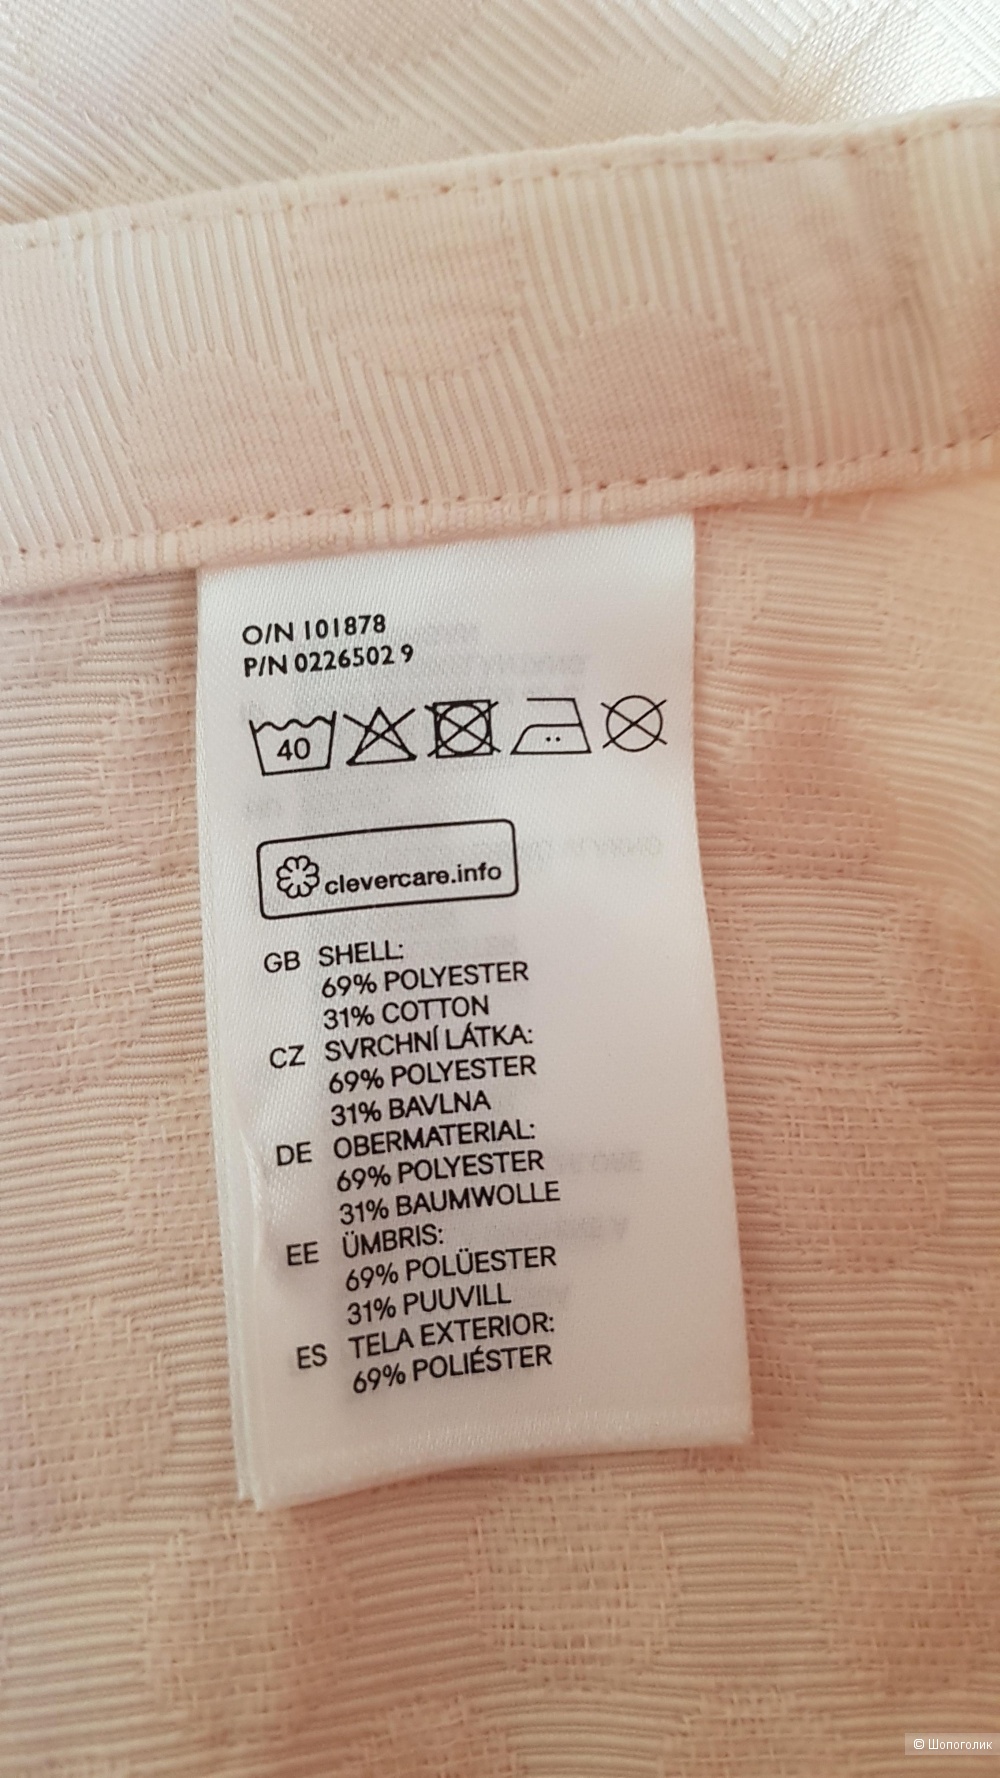 O/N 101878
P/N 0226502 9
40
clevercare.info
GB SHELL:
69% POLYESTER
31% COTTON
CZ SVRCHNÍ LÁTKA:
69% POLYESTER
31% BAVLNA
DE OBERMATERIAL:
69% POLYESTER
31% BAUMWOLLE
EE ÜMBRIS:
69% POLÜESTER
31% PUUVILL
ES TELA EXTERIOR:
69% POLIÉSTER
© Шопоголик